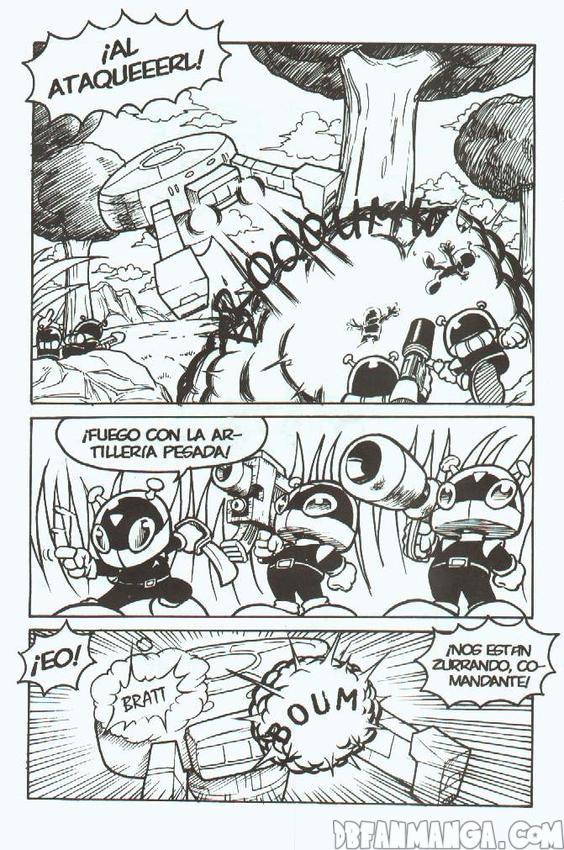 ¡AL
ATAQUEEERL!
¡FUEGO CON LA AR-
TILLERÍA PESADA!
¡EO!
BRATT
BOUM
¡NOS ESTÁN
ZURRANDO, CO-
MANDANTE!
DBFANMANGA.COM